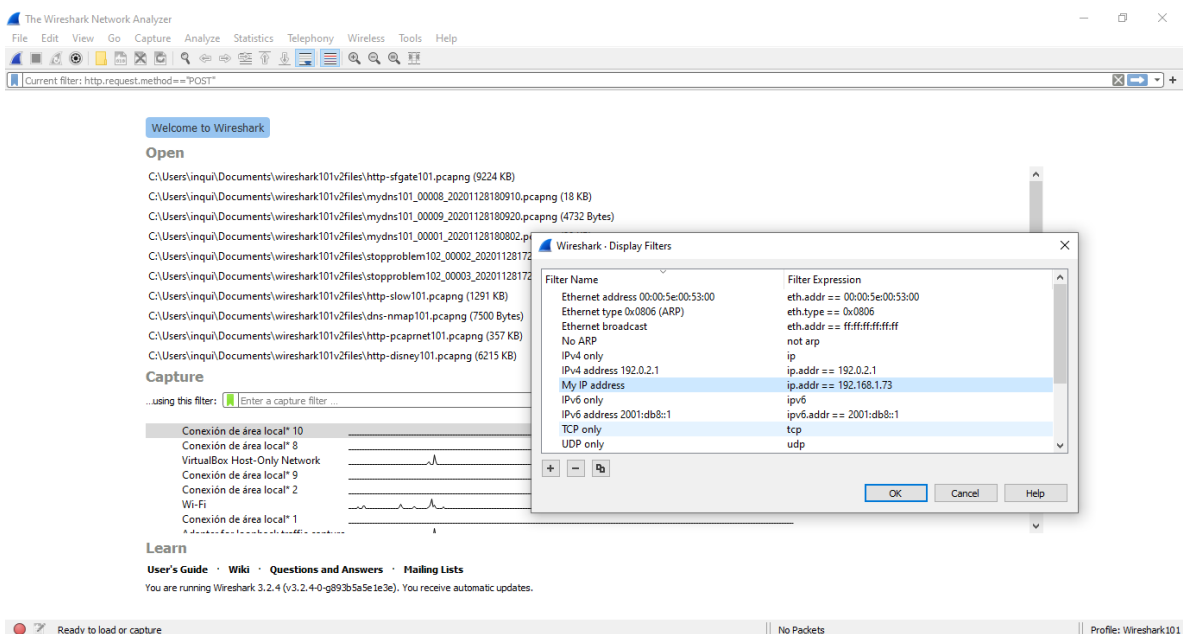 The Wireshark Network Analyzer
File Edit View Go Capture Analyze Statistics Telephony Wireless Tools Help
Current filter: http.request.method=="POST"
Welcome to Wireshark
Open
C:\Users\inqui\Documents\wireshark101v2files\http-sfgate101.pcapng (9224 KB)
C:\Users\inqui\Documents\wireshark101v2files\mydns101_00008_20201128180910.pcapng (18 KB)
C:\Users\inqui\Documents\wireshark101v2files\mydns101_00009_20201128180920.pcapng (4732 Bytes)
C:\Users\inqui\Documents\wireshark101v2files\mydns101_00001_20201128180802.p
C:\Users\inqui\Documents\wireshark101v2files\stopproblem102_00002_20201128172
C:\Users\inqui\Documents\wireshark101v2files\stopproblem102_00003_20201128172
C:\Users\inqui\Documents\wireshark101v2files\http-slow101.pcapng (1291 KB)
C:\Users\inqui\Documents\wireshark101v2files\dns-nmap101.pcapng (7500 Bytes)
C:\Users\inqui\Documents\wireshark101v2files\http-pcaprnet101.pcapng (357 KB)
C:\Users\inqui\Documents\wireshark101v2files\http-disney101.pcapng (6215 KB)
Capture
...using this filter: Enter a capture filter ...
Conexión de área local* 10
Conexión de área local* 8
VirtualBox Host-Only Network
Conexión de área local* 9
Conexión de área local* 2
Wi-Fi
Conexión de área local* 1
Adapter for loopback traffic capture
Learn
User's Guide · Wiki · Questions and Answers · Mailing Lists
You are running Wireshark 3.2.4 (v3.2.4-0-g893b5a5e1e3e). You receive automatic updates.
Wireshark · Display Filters
Filter Name Filter Expression
Ethernet address 00:00:5e:00:53:00 eth.addr == 00:00:5e:00:53:00
Ethernet type 0x0806 (ARP) eth.type == 0x0806
Ethernet broadcast eth.addr == ff:ff:ff:ff:ff:ff
No ARP not arp
IPv4 only ip
IPv4 address 192.0.2.1 ip.addr == 192.0.2.1
My IP address ip.addr == 192.168.1.73
IPv6 only ipv6
IPv6 address 2001:db8::1 ipv6.addr == 2001:db8::1
TCP only tcp
UDP only udp
OK Cancel Help
Ready to load or capture No Packets Profile: Wireshark101